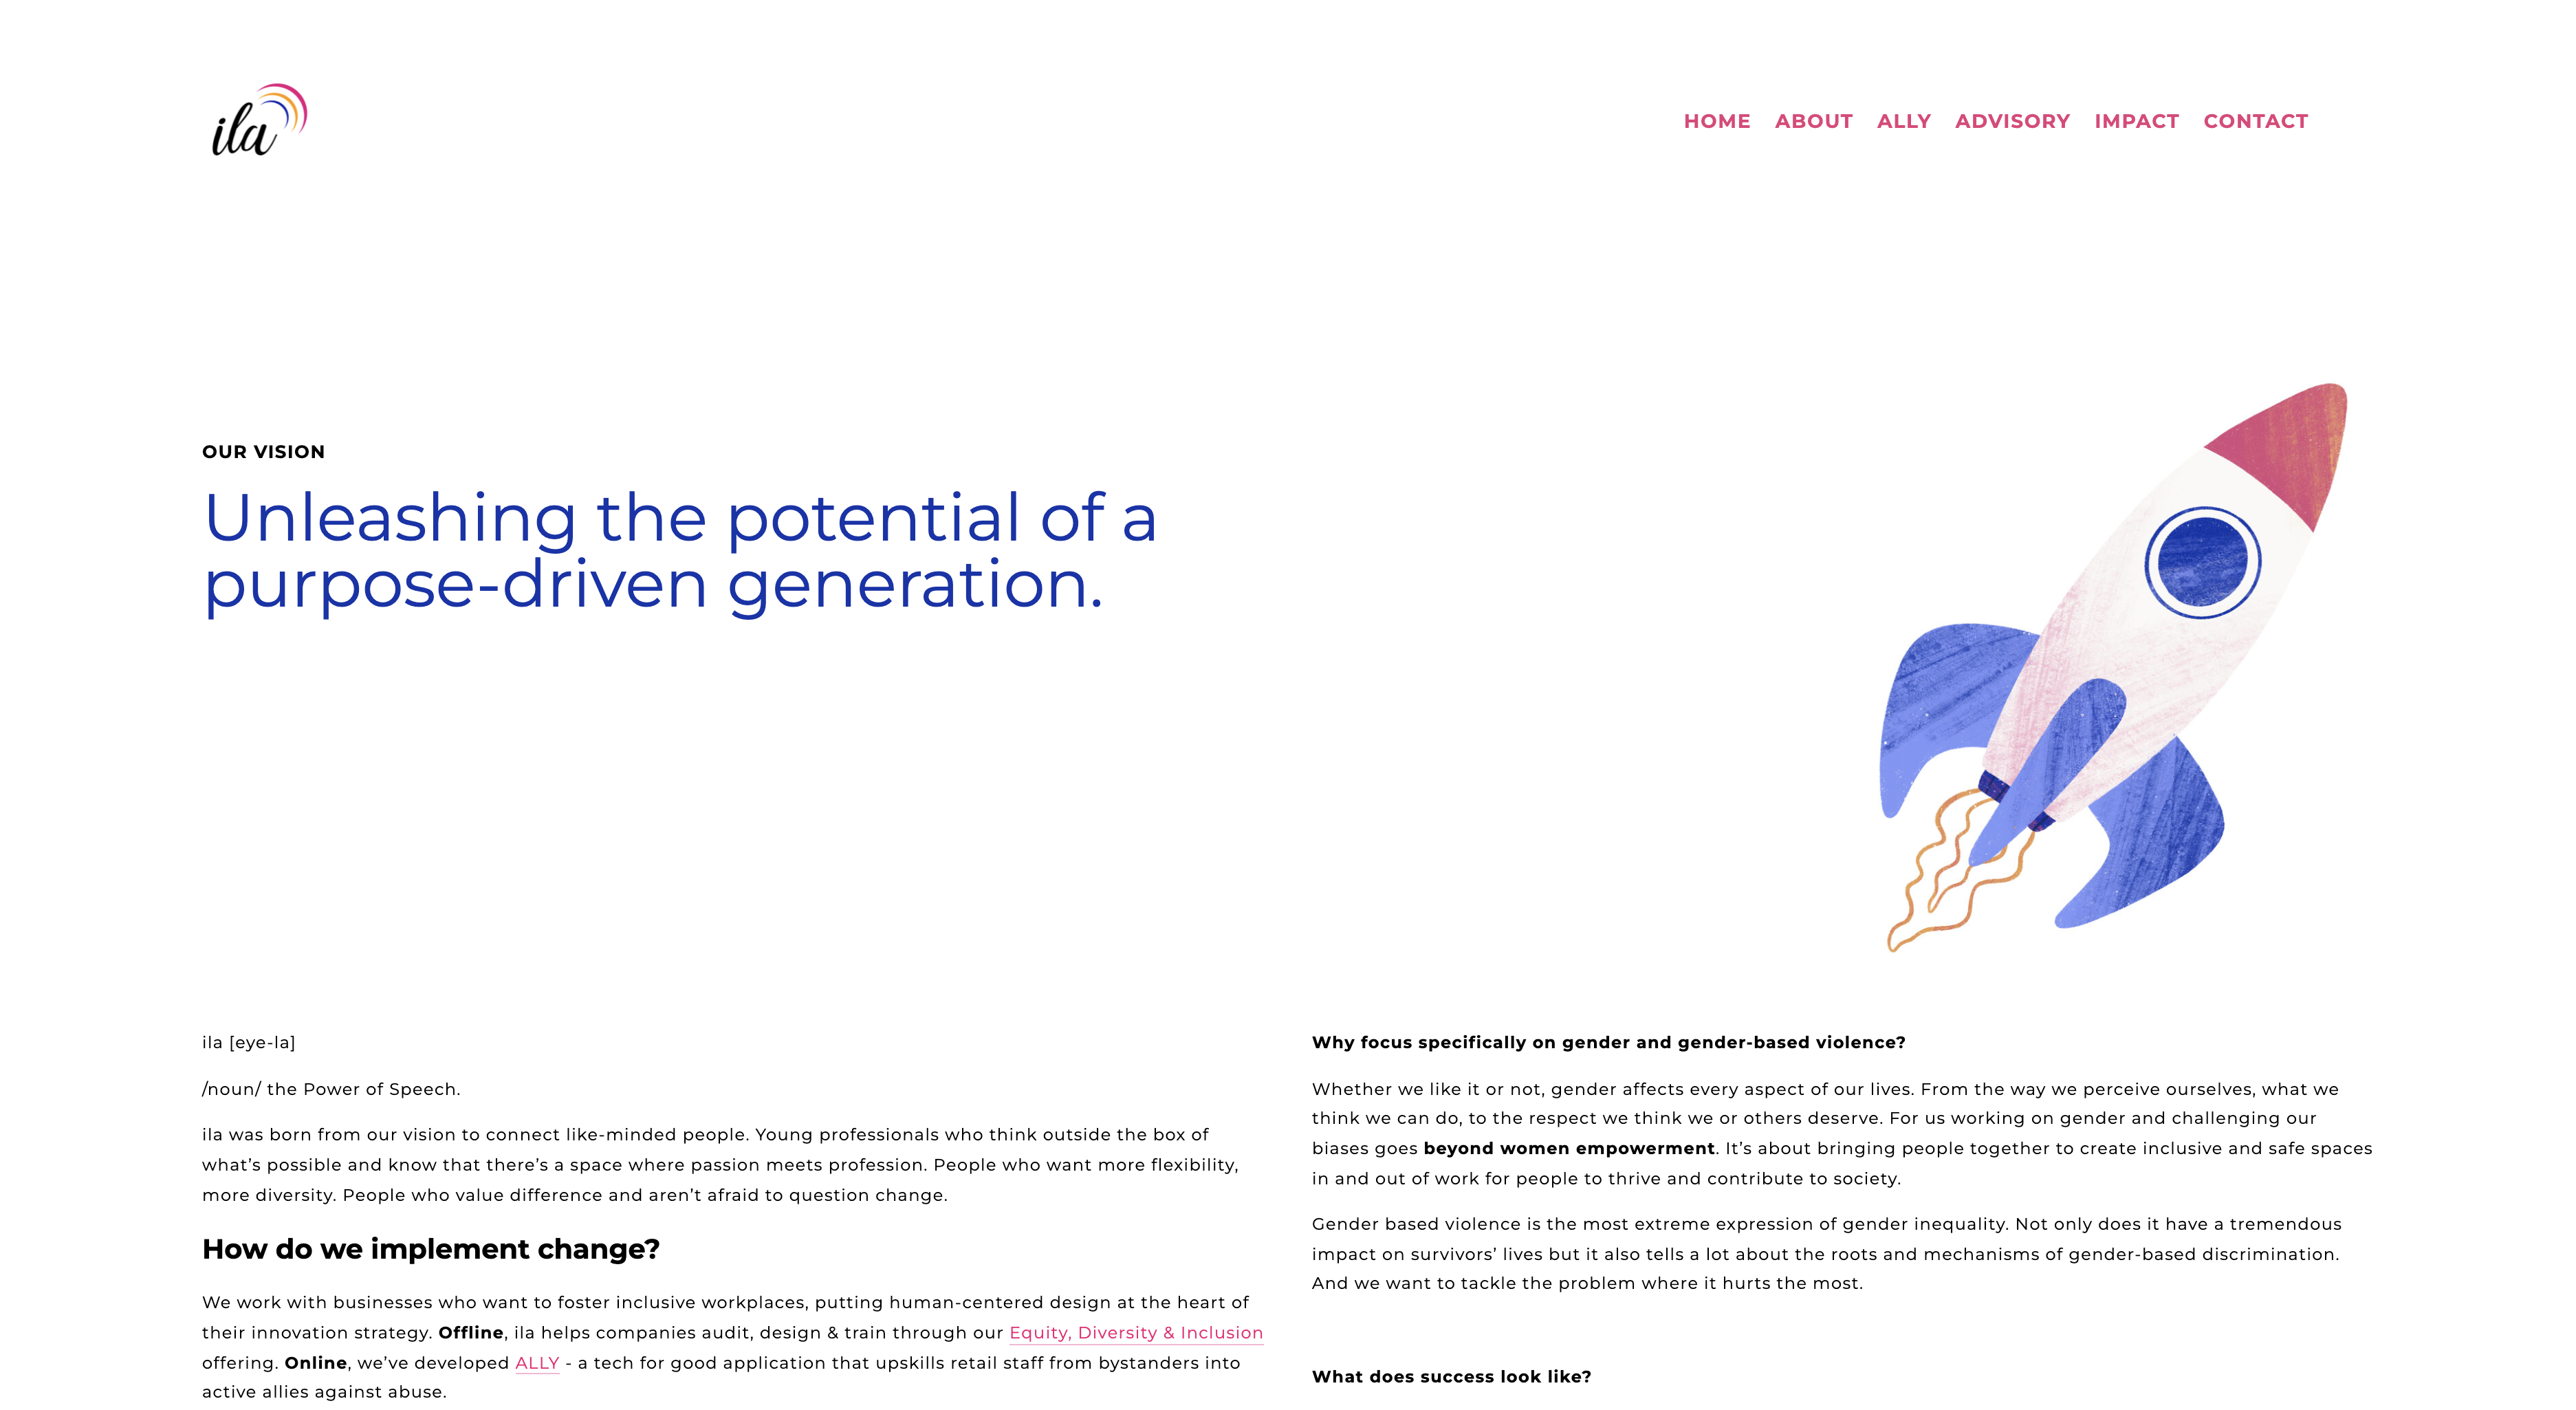 ila
HOME ABOUT ALLY ADVISORY IMPACT CONTACT
OUR VISION
Unleashing the potential of a
purpose-driven generation.
ila [eye-la]
/noun/ the Power of Speech.
ila was born from our vision to connect like-minded people. Young professionals who think outside the box of
what’s possible and know that there’s a space where passion meets profession. People who want more flexibility,
more diversity. People who value difference and aren’t afraid to question change.
How do we implement change?
We work with businesses who want to foster inclusive workplaces, putting human-centered design at the heart of
their innovation strategy. Offline, ila helps companies audit, design & train through our Equity, Diversity & Inclusion
offering. Online, we’ve developed ALLY - a tech for good application that upskills retail staff from bystanders into
active allies against abuse.
Why focus specifically on gender and gender-based violence?
Whether we like it or not, gender affects every aspect of our lives. From the way we perceive ourselves, what we
think we can do, to the respect we think we or others deserve. For us working on gender and challenging our
biases goes beyond women empowerment. It’s about bringing people together to create inclusive and safe spaces
in and out of work for people to thrive and contribute to society.
Gender based violence is the most extreme expression of gender inequality. Not only does it have a tremendous
impact on survivors’ lives but it also tells a lot about the roots and mechanisms of gender-based discrimination.
And we want to tackle the problem where it hurts the most.
What does success look like?